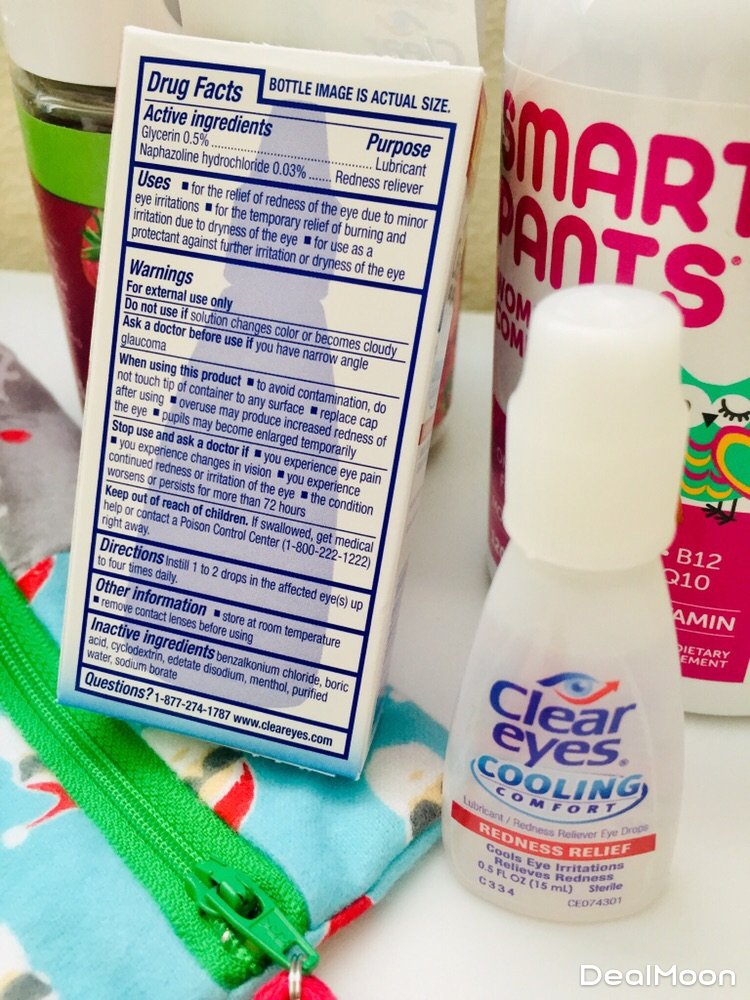 Drug Facts
BOTTLE IMAGE IS ACTUAL SIZE.
Active ingredients
Purpose
Glycerin 0.5%..................................Lubricant
Naphazoline hydrochloride 0.03%......Redness reliever
Uses ■ for the relief of redness of the eye due to minor
eye irritations ■ for the temporary relief of burning and
irritation due to dryness of the eye ■ for use as a
protectant against further irritation or dryness of the eye
Warnings
For external use only
Do not use if solution changes color or becomes cloudy
Ask a doctor before use if you have narrow angle
glaucoma
When using this product ■ to avoid contamination, do
not touch tip of container to any surface ■ replace cap
after using ■ overuse may produce increased redness of
the eye ■ pupils may become enlarged temporarily
Stop use and ask a doctor if ■ you experience eye pain
■ you experience changes in vision ■ you experience
continued redness or irritation of the eye ■ the condition
worsens or persists for more than 72 hours
Keep out of reach of children. If swallowed, get medical
help or contact a Poison Control Center (1-800-222-1222)
right away.
Directions Instill 1 to 2 drops in the affected eye(s) up
to four times daily.
Other information ■ store at room temperature
■ remove contact lenses before using
Inactive ingredients benzalkonium chloride, boric
acid, cyclodextrin, edetate disodium, menthol, purified
water, sodium borate
Questions? 1-877-274-1787 www.cleareyes.com
SMART
PANTS
B12
Q10
AMIN
DIETARY
Clear
eyes®
COOLING
COMFORT
Lubricant / Redness Reliever Eye Drops
REDNESS RELIEF
Cools Eye Irritations
Relieves Redness
0.5 FL OZ (15 mL) Sterile
C334
CE074301
DealMoon